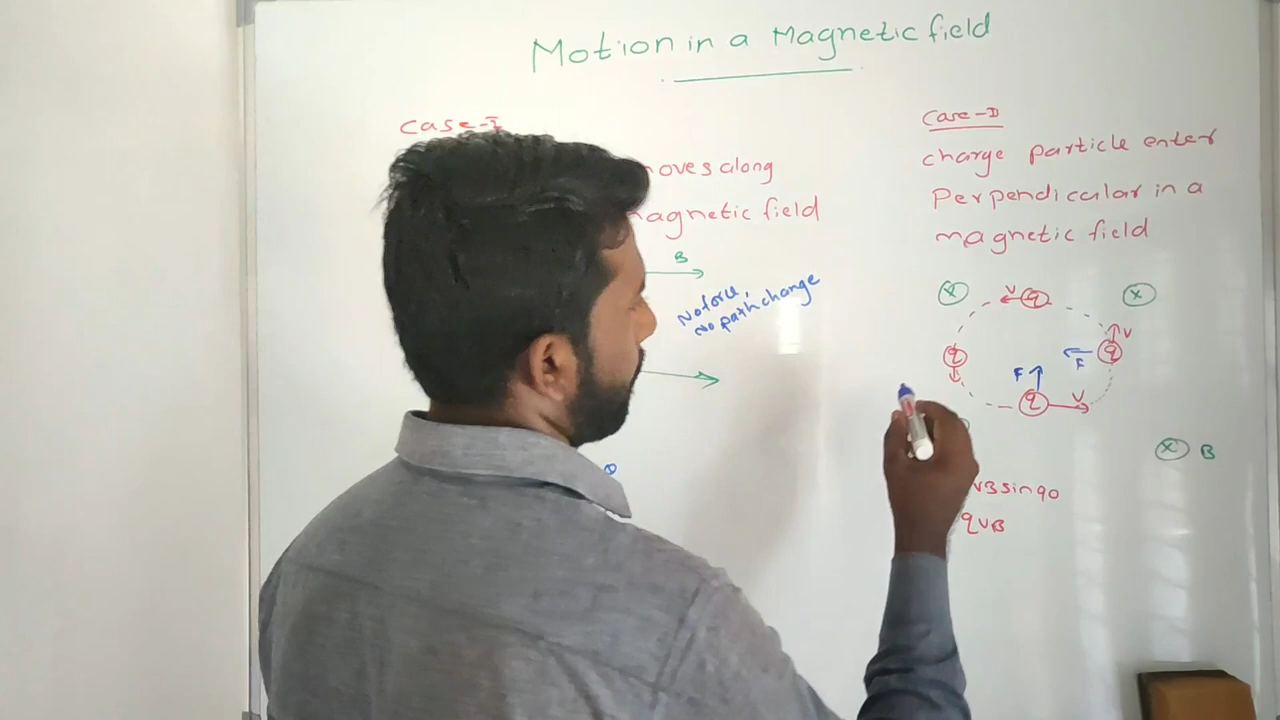 Motion in a Magnetic field
Case-I
moves along
magnetic field
B
No force,
No path change
Case-II
charge particle enter
Perpendicular in a
magnetic field
x
v q
x
v
q
q
F
F
q v
x B
vBsin90
qvB